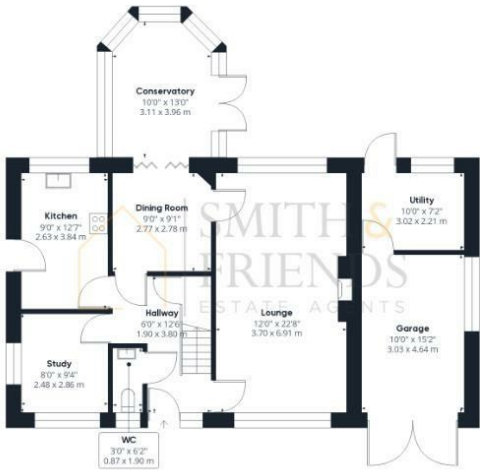 Conservatory
10'0" x 13'0"
3.11 x 3.96 m
Dining Room
9'0" x 9'1"
2.77 x 2.78 m
Kitchen
9'0" x 12'7"
2.63 x 3.84 m
Utility
10'0" x 7'2"
3.02 x 2.21 m
SMITH &
FRIENDS
ESTATE AGENTS
Hallway
6'0" x 12'6
1.90 x 3.80 m
Lounge
12'0" x 22'8"
3.70 x 6.91 m
Garage
10'0" x 15'2"
3.03 x 4.64 m
Study
8'0" x 9'4"
2.48 x 2.86 m
WC
3'0" x 6'2"
0.87 x 1.90 m